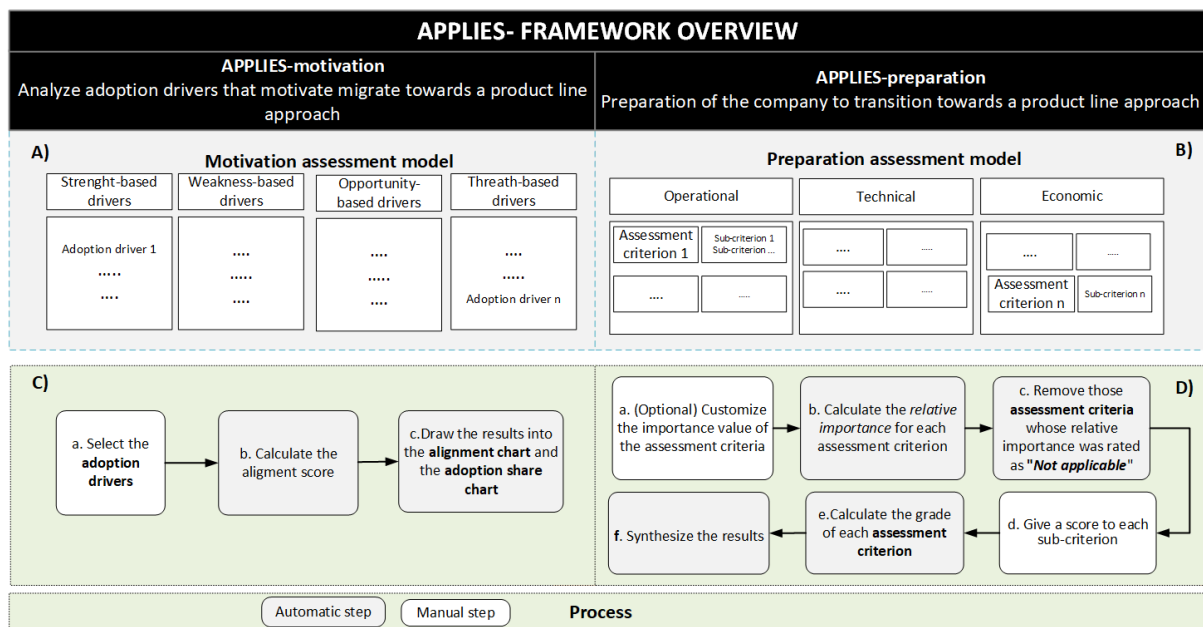 APPLIES- FRAMEWORK OVERVIEW
APPLIES-motivation
Analyze adoption drivers that motivate migrate towards a product line
approach
APPLIES-preparation
Preparation of the company to transition towards a product line approach
A)
Motivation assessment model
Strenght-based
drivers
Weakness-based
drivers
Opportunity-
based drivers
Threath-based
drivers
Adoption driver 1
.....
....
....
.....
....
....
.....
....
....
.....
Adoption driver n
B)
Preparation assessment model
Operational
Technical
Economic
Assessment
criterion 1
Sub-criterion 1
Sub-criterion ...
....
.....
....
.....
....
.....
....
.....
Assessment
criterion n
Sub-criterion n
C)
a. Select the
adoption
drivers
b. Calculate the
aligment score
c.Draw the results into
the alignment chart and
the adoption share
chart
D)
a. (Optional) Customize
the importance value of
the assessment criteria
b. Calculate the relative
importance for each
assessment criterion
c. Remove those
assessment criteria
whose relative
importance was rated
as "Not applicable"
d. Give a score to each
sub-criterion
e.Calculate the grade
of each assessment
criterion
f. Synthesize the results
Automatic step
Manual step
Process